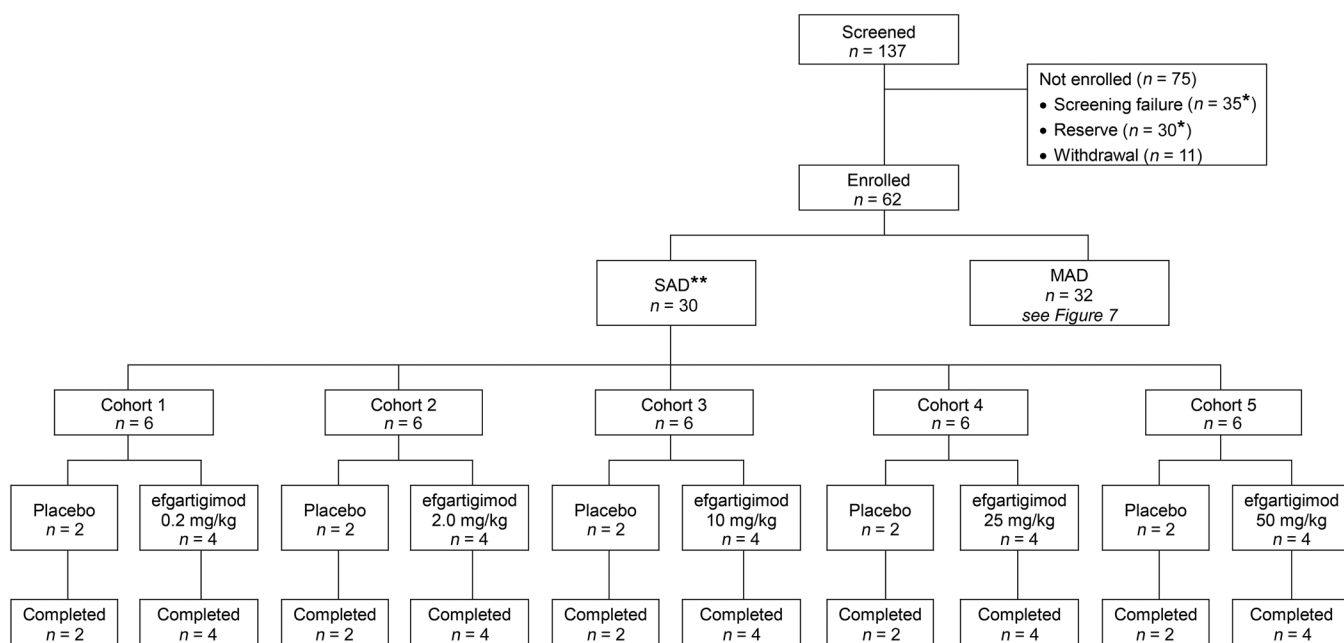 Screened
n = 137
Not enrolled (n = 75)
• Screening failure (n = 35*)
• Reserve (n = 30*)
• Withdrawal (n = 11)
Enrolled
n = 62
SAD**
n = 30
MAD
n = 32
see Figure 7
Cohort 1
n = 6
Cohort 2
n = 6
Cohort 3
n = 6
Cohort 4
n = 6
Cohort 5
n = 6
Placebo
n = 2
efgartigimod
0.2 mg/kg
n = 4
Placebo
n = 2
efgartigimod
2.0 mg/kg
n = 4
Placebo
n = 2
efgartigimod
10 mg/kg
n = 4
Placebo
n = 2
efgartigimod
25 mg/kg
n = 4
Placebo
n = 2
efgartigimod
50 mg/kg
n = 4
Completed
n = 2
Completed
n = 4
Completed
n = 2
Completed
n = 4
Completed
n = 2
Completed
n = 4
Completed
n = 2
Completed
n = 4
Completed
n = 2
Completed
n = 4